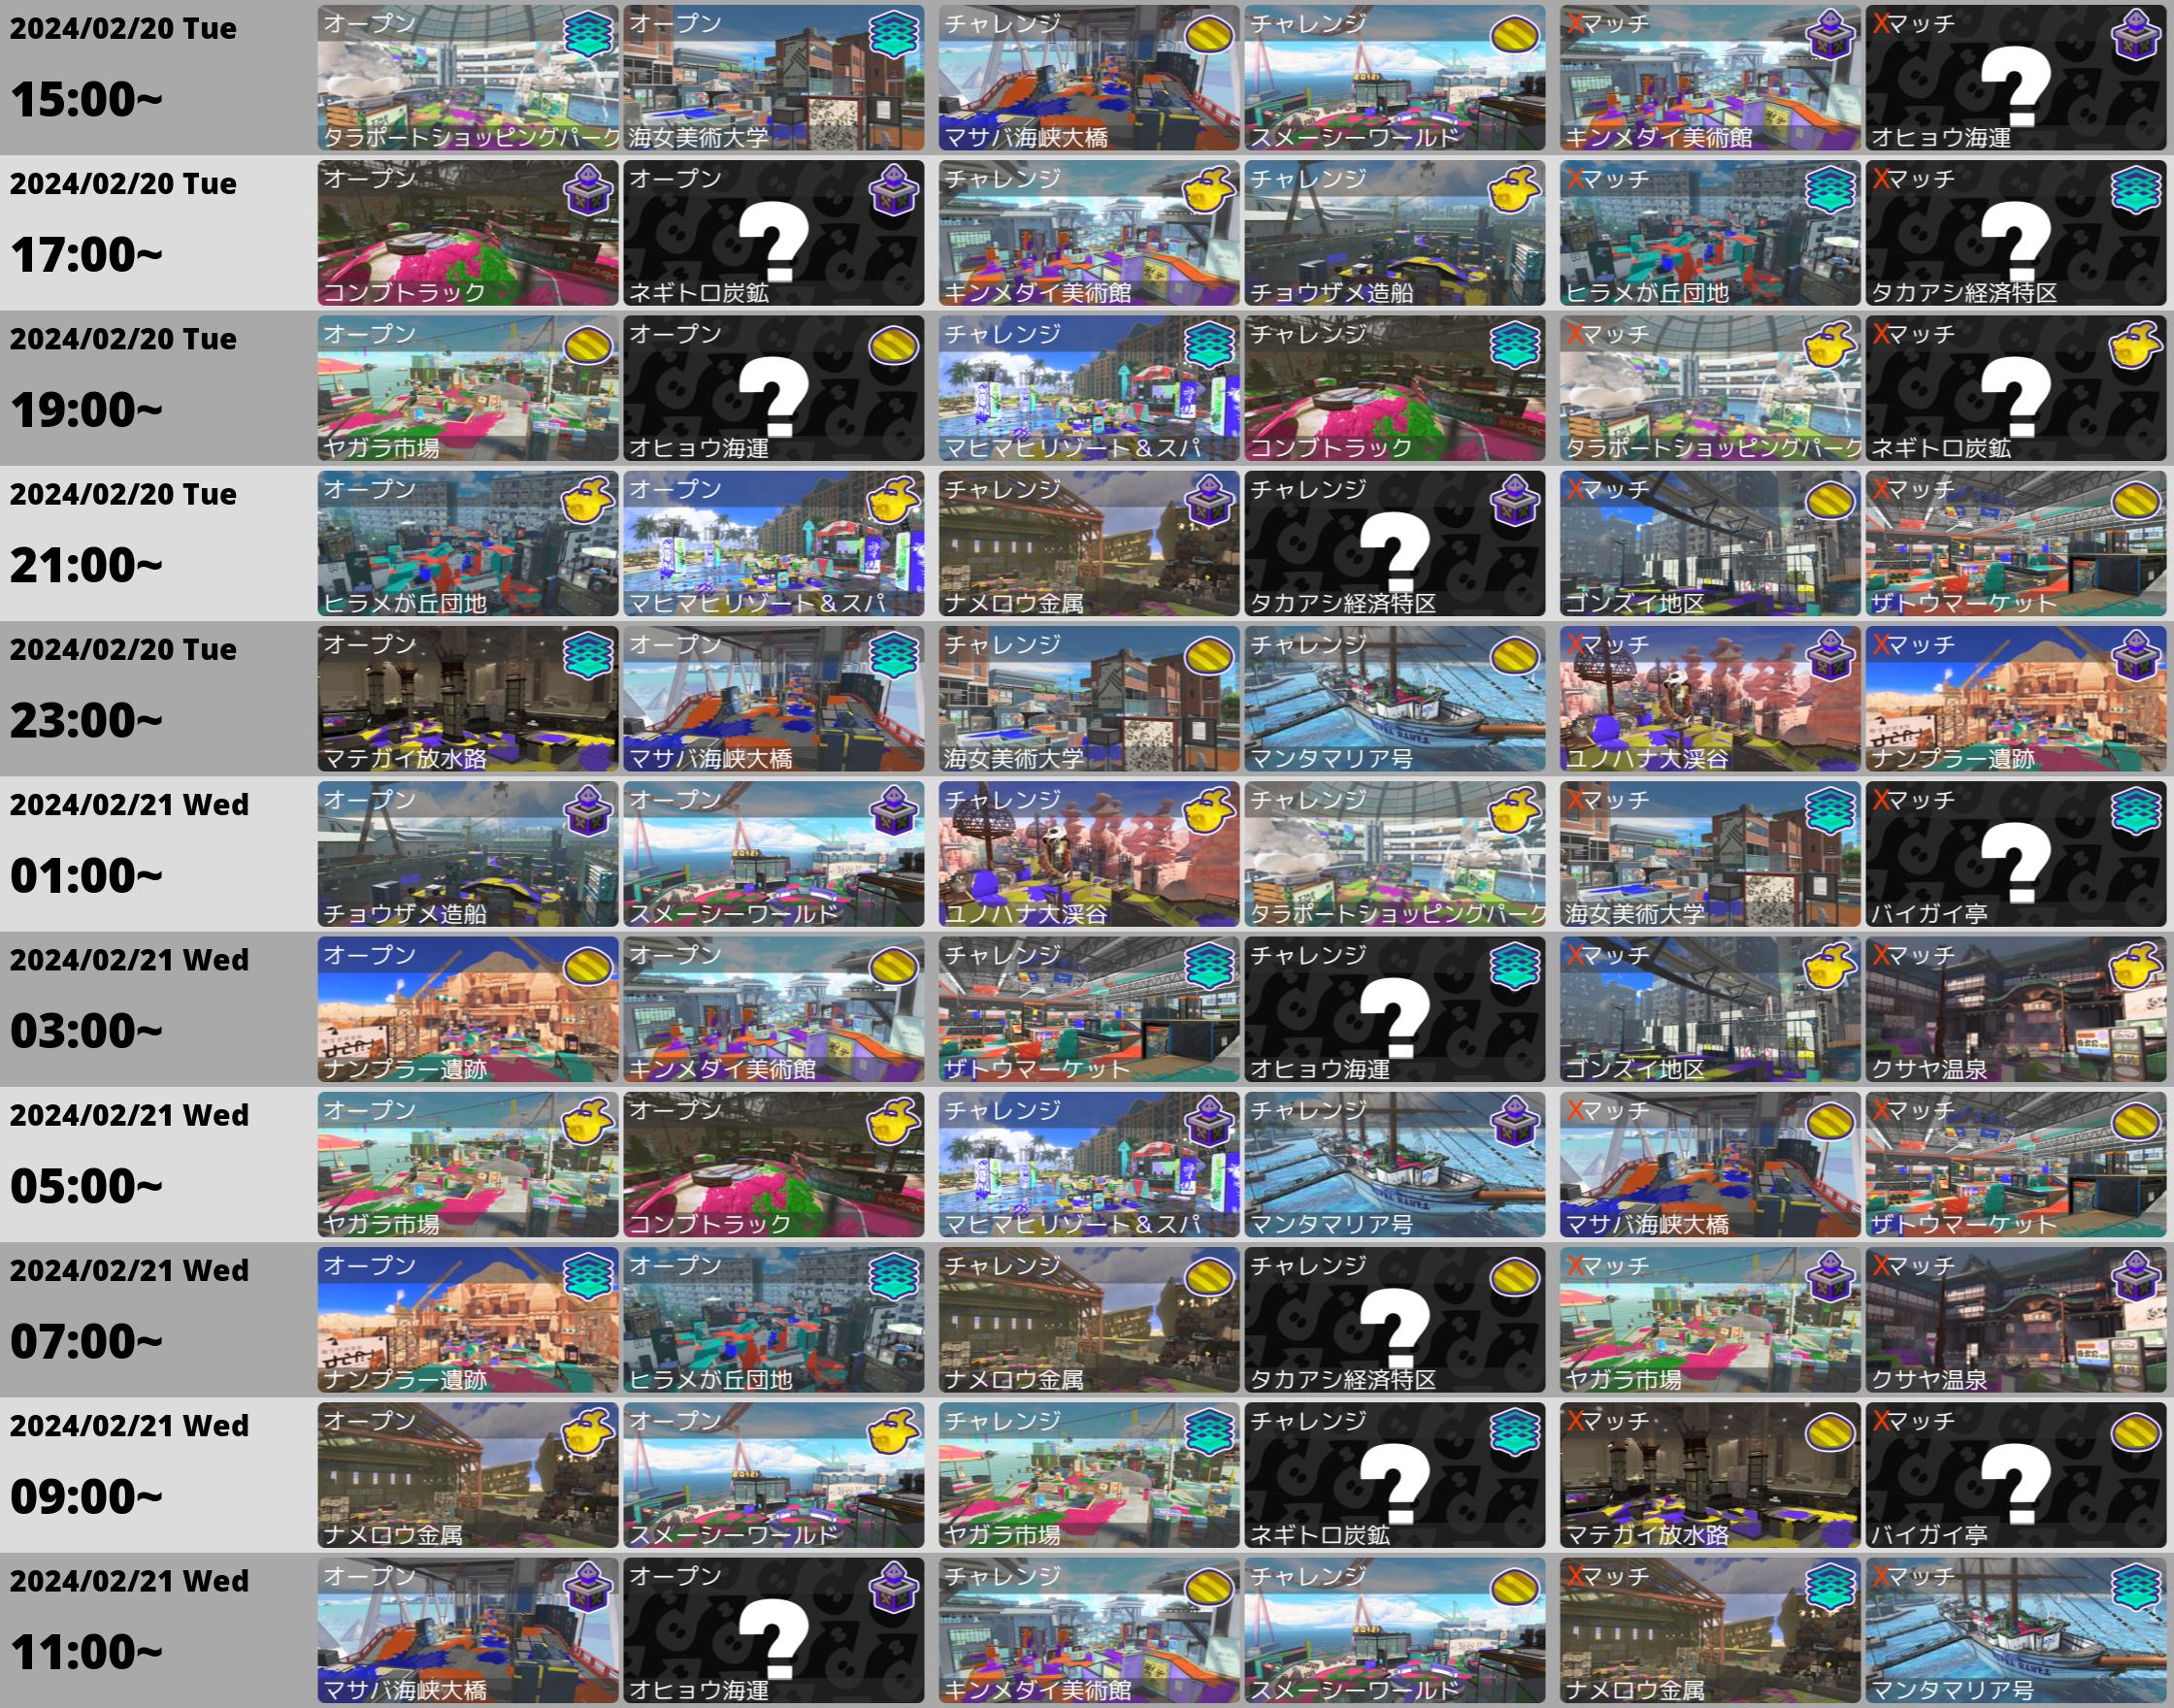 2024/02/20 Tue
15:00~
オープン
タラポートショッピングパーク
オープン
海女美術大学
チャレンジ
マサバ海峡大橋
チャレンジ
スメーシーワールド
Xマッチ
キンメダイ美術館
Xマッチ
?
オヒョウ海運
2024/02/20 Tue
17:00~
オープン
コンブトラック
オープン
?
ネギトロ炭鉱
チャレンジ
キンメダイ美術館
チャレンジ
チョウザメ造船
Xマッチ
ヒラメが丘団地
Xマッチ
?
タカアシ経済特区
2024/02/20 Tue
19:00~
オープン
ヤガラ市場
オープン
?
オヒョウ海運
チャレンジ
マヒマヒリゾート&スパ
チャレンジ
コンブトラック
Xマッチ
タラポートショッピングパーク
Xマッチ
?
ネギトロ炭鉱
2024/02/20 Tue
21:00~
オープン
ヒラメが丘団地
オープン
マヒマヒリゾート&スパ
チャレンジ
ナメロウ金属
チャレンジ
?
タカアシ経済特区
Xマッチ
ゴンズイ地区
Xマッチ
ザトウマーケット
2024/02/20 Tue
23:00~
オープン
マテガイ放水路
オープン
マサバ海峡大橋
チャレンジ
海女美術大学
チャレンジ
マンタマリア号
Xマッチ
ユノハナ大渓谷
Xマッチ
ナンプラー遺跡
2024/02/21 Wed
01:00~
オープン
チョウザメ造船
オープン
スメーシーワールド
チャレンジ
ユノハナ大渓谷
チャレンジ
タラポートショッピングパーク
Xマッチ
海女美術大学
Xマッチ
?
バイガイ亭
2024/02/21 Wed
03:00~
オープン
ナンプラー遺跡
オープン
キンメダイ美術館
チャレンジ
ザトウマーケット
チャレンジ
?
オヒョウ海運
Xマッチ
ゴンズイ地区
Xマッチ
クサヤ温泉
2024/02/21 Wed
05:00~
オープン
ヤガラ市場
オープン
コンブトラック
チャレンジ
マヒマヒリゾート&スパ
チャレンジ
マンタマリア号
Xマッチ
マサバ海峡大橋
Xマッチ
ザトウマーケット
2024/02/21 Wed
07:00~
オープン
ナンプラー遺跡
オープン
ヒラメが丘団地
チャレンジ
ナメロウ金属
チャレンジ
?
タカアシ経済特区
Xマッチ
ヤガラ市場
Xマッチ
クサヤ温泉
2024/02/21 Wed
09:00~
オープン
ナメロウ金属
オープン
スメーシーワールド
チャレンジ
ヤガラ市場
チャレンジ
?
ネギトロ炭鉱
Xマッチ
マテガイ放水路
Xマッチ
?
バイガイ亭
2024/02/21 Wed
11:00~
オープン
マサバ海峡大橋
オープン
?
オヒョウ海運
チャレンジ
キンメダイ美術館
チャレンジ
スメーシーワールド
Xマッチ
ナメロウ金属
Xマッチ
マンタマリア号